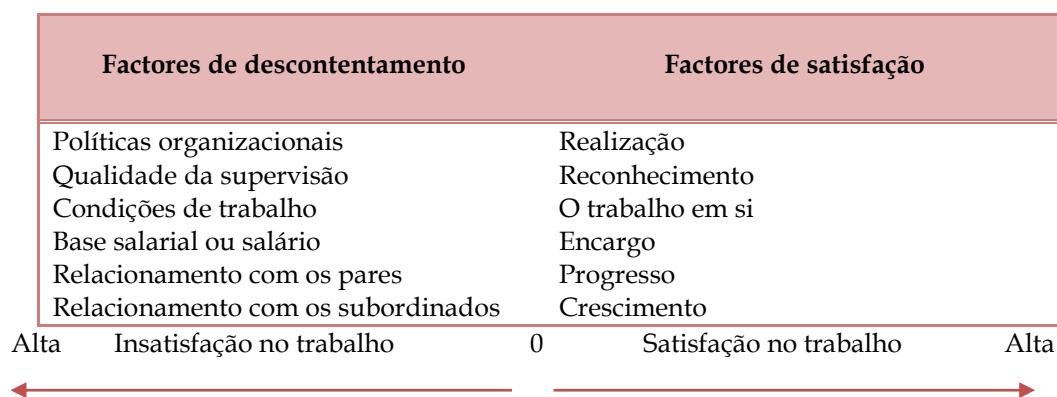 Factores de descontentamento Factores de satisfação
Políticas organizacionais Realização
Qualidade da supervisão Reconhecimento
Condições de trabalho O trabalho em si
Base salarial ou salário Encargo
Relacionamento com os pares Progresso
Relacionamento com os subordinados Crescimento
Alta Insatisfação no trabalho 0 Satisfação no trabalho Alta